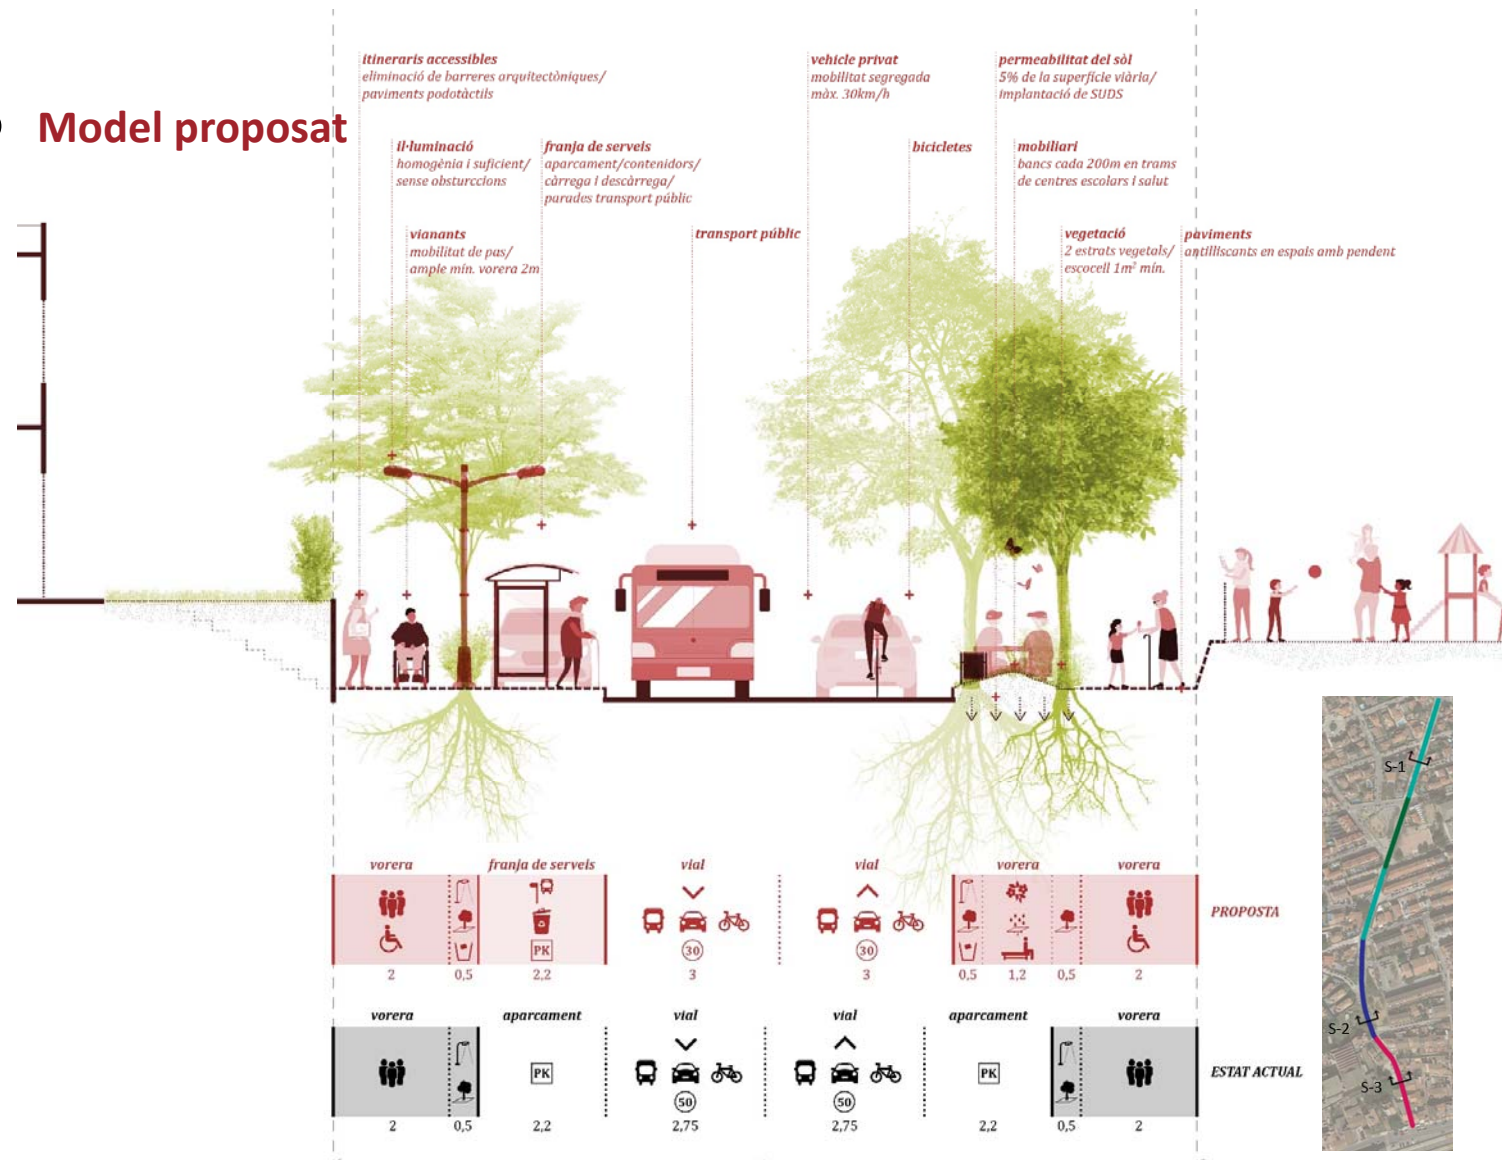 Model proposat
itineraris accessibles
eliminació de barreres arquitectòniques/
paviments podotàctils
il·luminació
homogènia i suficient/
sense obsturccions
vianants
mobilitat de pas/
ample mín. vorera 2m
franja de serveis
aparcament/contenidors/
càrrega i descàrrega/
parades transport públic
transport públic
vehicle privat
mobilitat segregada
màx. 30km/h
bicicletes
permeabilitat del sòl
5% de la superfície viària/
implantació de SUDS
mobiliari
bancs cada 200m en trams
de centres escolars i salut
vegetació
2 estrats vegetals/
escocell 1m² mín.
paviments
antilliscants en espais amb pendent
vorera franja de serveis vial vial vorera vorera
PK 30 30
PROPOSTA
2 0,5 2,2 3 3 0,5 1,2 0,5 2
vorera aparcament vial vial aparcament vorera
PK 50 50 PK
ESTAT ACTUAL
2 0,5 2,2 2,75 2,75 2,2 0,5 2
S-1
S-2
S-3